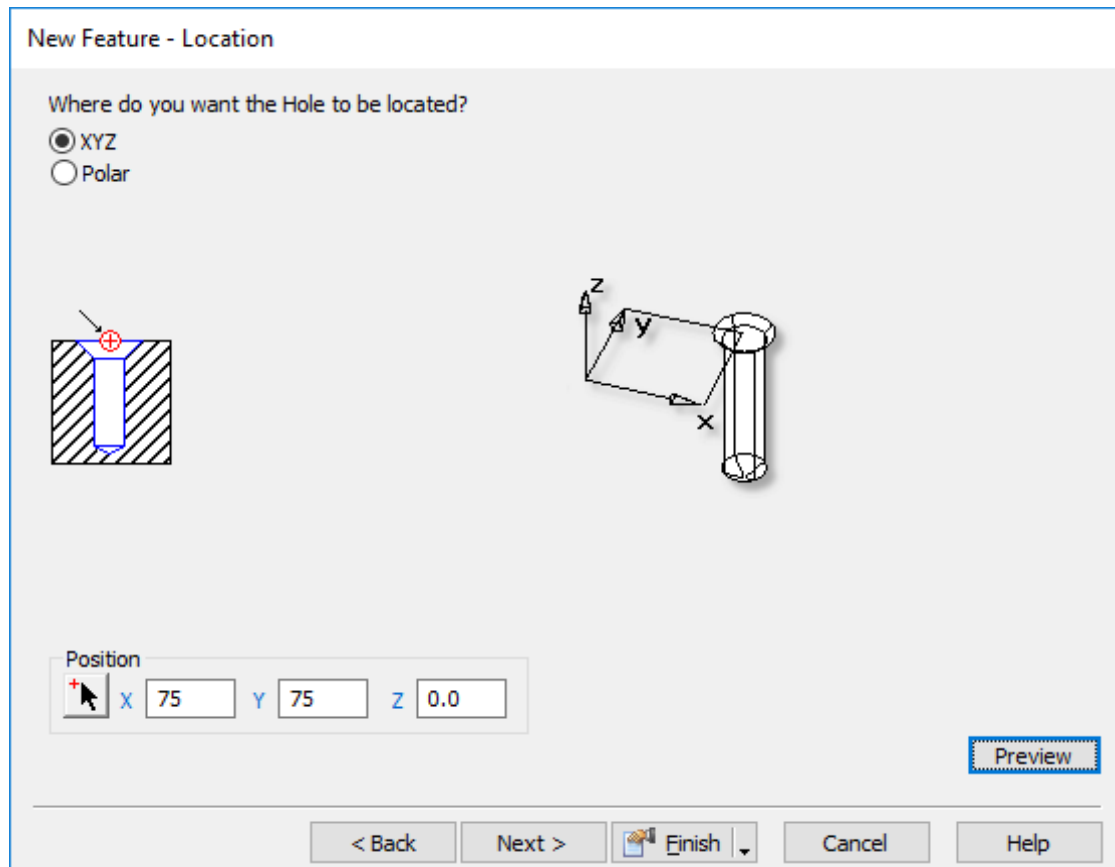 New Feature - Location
Where do you want the Hole to be located?
XYZ
Polar
z
y
x
Position
X 75 Y 75 Z 0.0
Preview
< Back Next > Finish Cancel Help